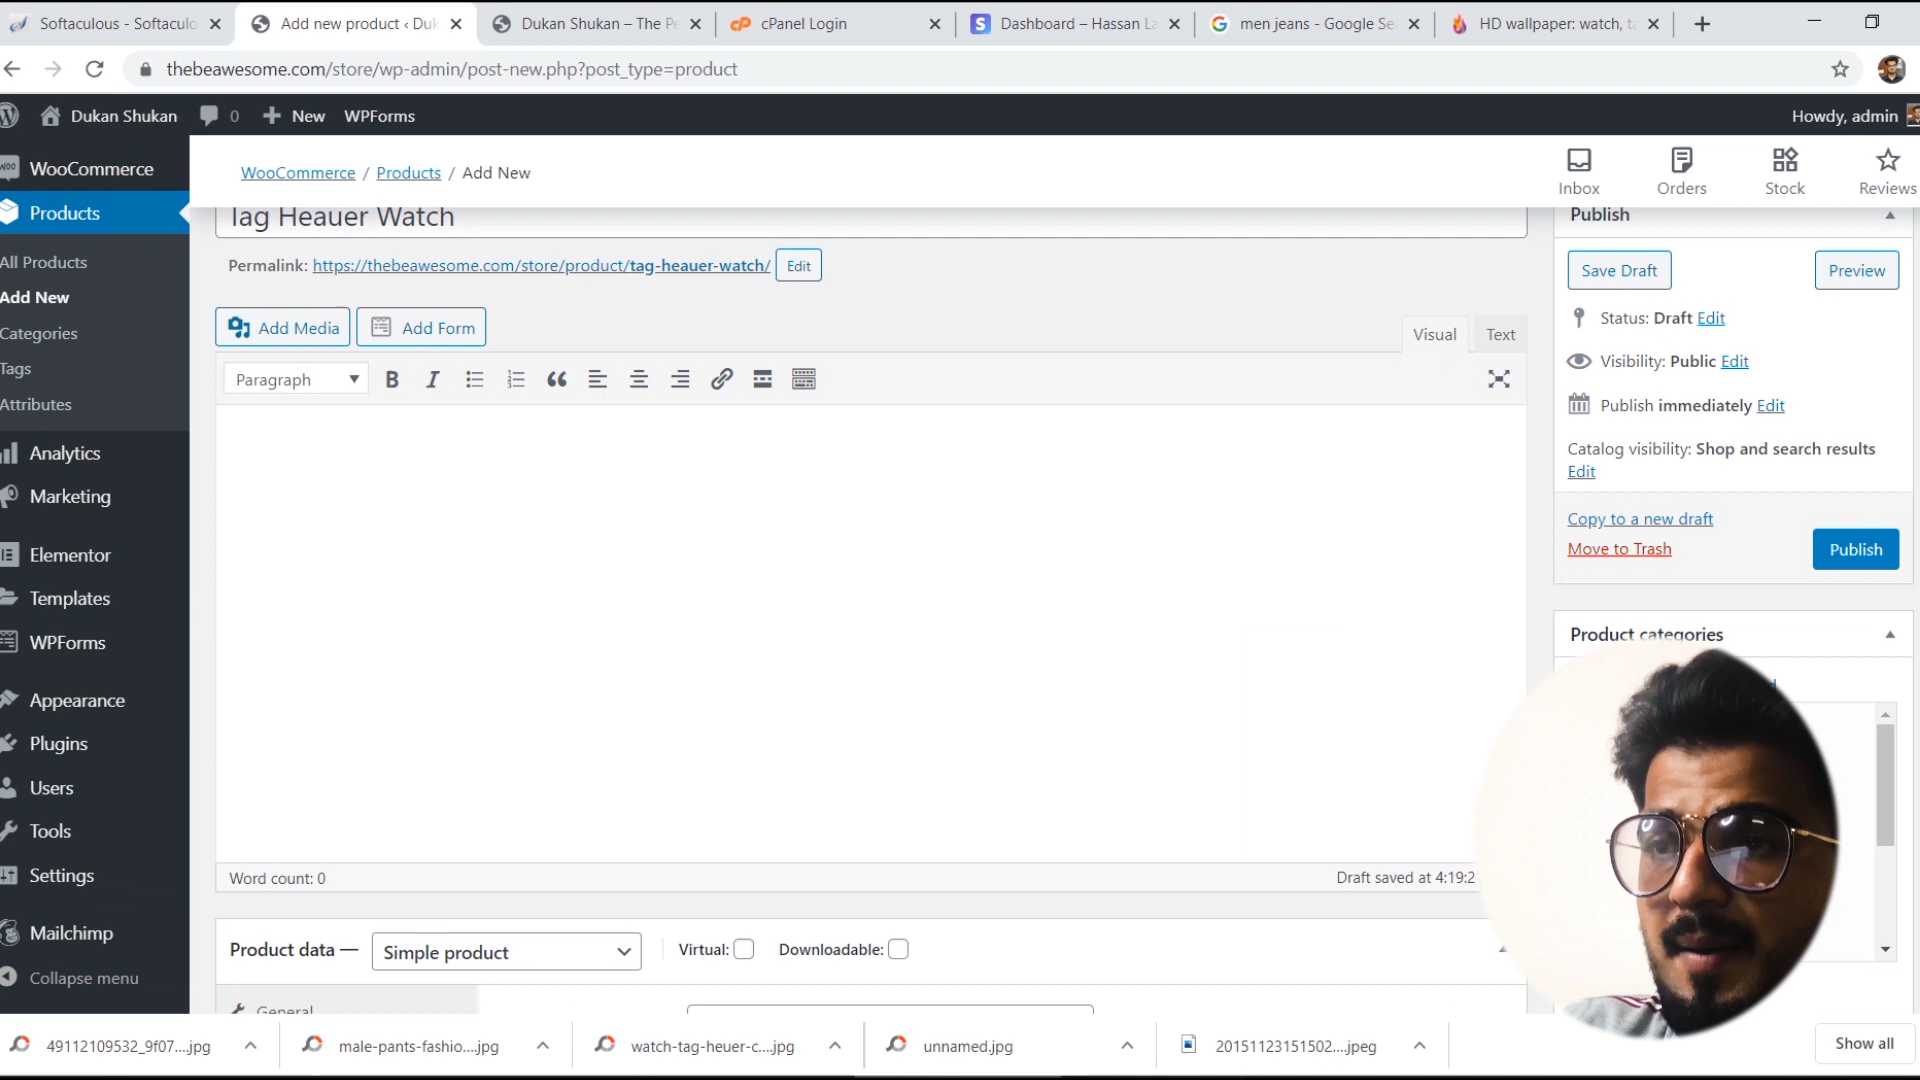 Softaculous - Softaculo
Add new product ‹ Duk
Dukan Shukan – The Pe
cPanel Login
Dashboard – Hassan La
men jeans - Google Se
HD wallpaper: watch, ta
thebeawesome.com/store/wp-admin/post-new.php?post_type=product
Dukan Shukan
0
New
WPForms
Howdy, admin
WooCommerce
WooCommerce / Products / Add New
Inbox
Orders
Stock
Reviews
Products
All Products
Add New
Categories
Tags
Attributes
Analytics
Marketing
Elementor
Templates
WPForms
Appearance
Plugins
Users
Tools
Settings
Mailchimp
Collapse menu
Tag Heauer Watch
Permalink: https://thebeawesome.com/store/product/tag-heauer-watch/ Edit
Add Media
Add Form
Visual
Text
Paragraph
Word count: 0
Draft saved at 4:19:2
Product data —
Simple product
Virtual:
Downloadable:
General
Publish
Save Draft
Preview
Status: Draft Edit
Visibility: Public Edit
Publish immediately Edit
Catalog visibility: Shop and search results
Edit
Copy to a new draft
Move to Trash
Publish
Product categories
49112109532_9f07....jpg
male-pants-fashio....jpg
watch-tag-heuer-c....jpg
unnamed.jpg
20151123151502....jpeg
Show all